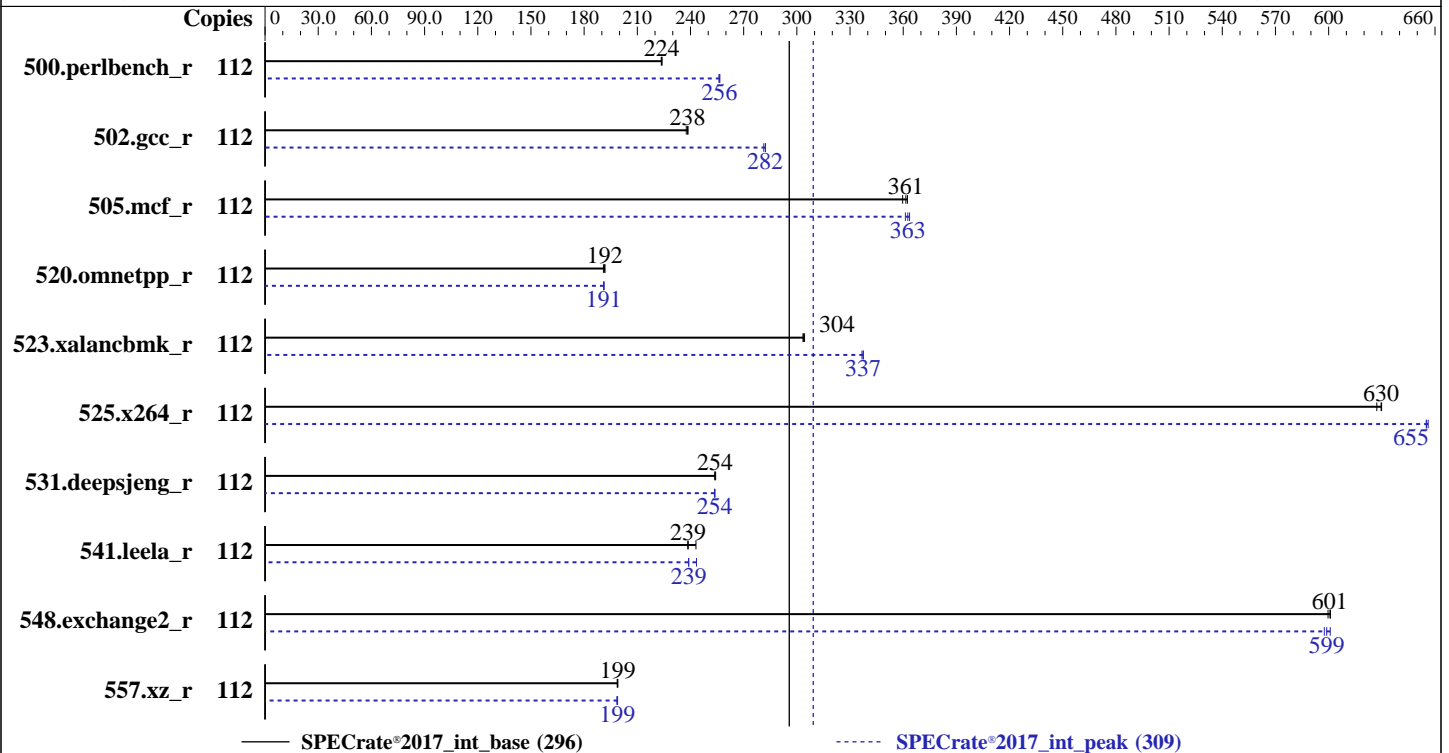 Copies 0 30.0 60.0 90.0 120 150 180 210 240 270 300 330 360 390 420 450 480 510 540 570 600 660
224
500.perlbench_r 112
256
238
502.gcc_r 112
282
361
505.mcf_r 112
363
192
520.omnetpp_r 112
191
304
523.xalancbmk_r 112
337
630
525.x264_r 112
655
254
531.deepsjeng_r 112
254
239
541.leela_r 112
239
601
548.exchange2_r 112
599
199
557.xz_r 112
199
SPECrate®2017_int_base (296) SPECrate®2017_int_peak (309)